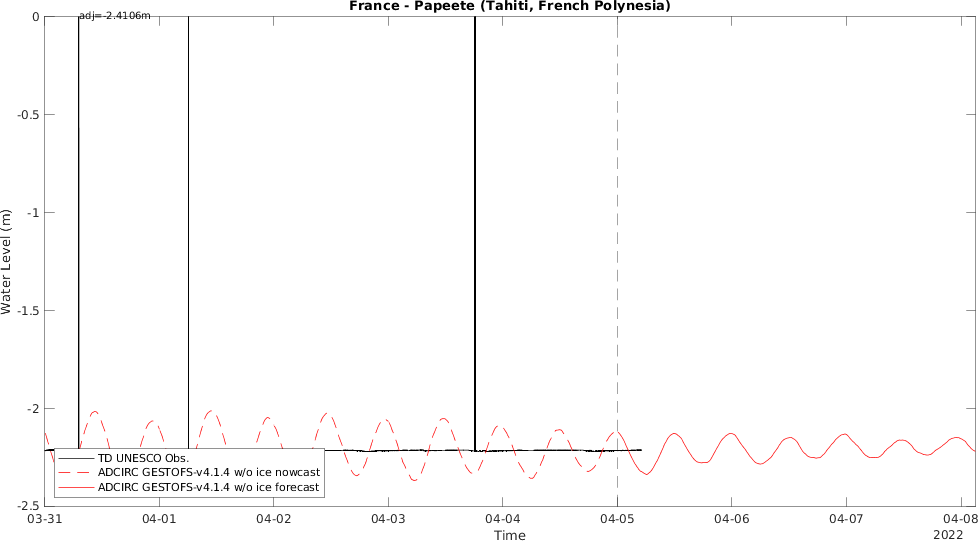 France - Papeete (Tahiti, French Polynesia)
adj=-2.4106m
0
-0.5
-1
-1.5
-2
-2.5
Water Level (m)
TD UNESCO Obs.
ADCIRC GESTOFS-v4.1.4 w/o ice nowcast
ADCIRC GESTOFS-v4.1.4 w/o ice forecast
03-31 04-01 04-02 04-03 04-04 04-05 04-06 04-07 04-08
Time
2022